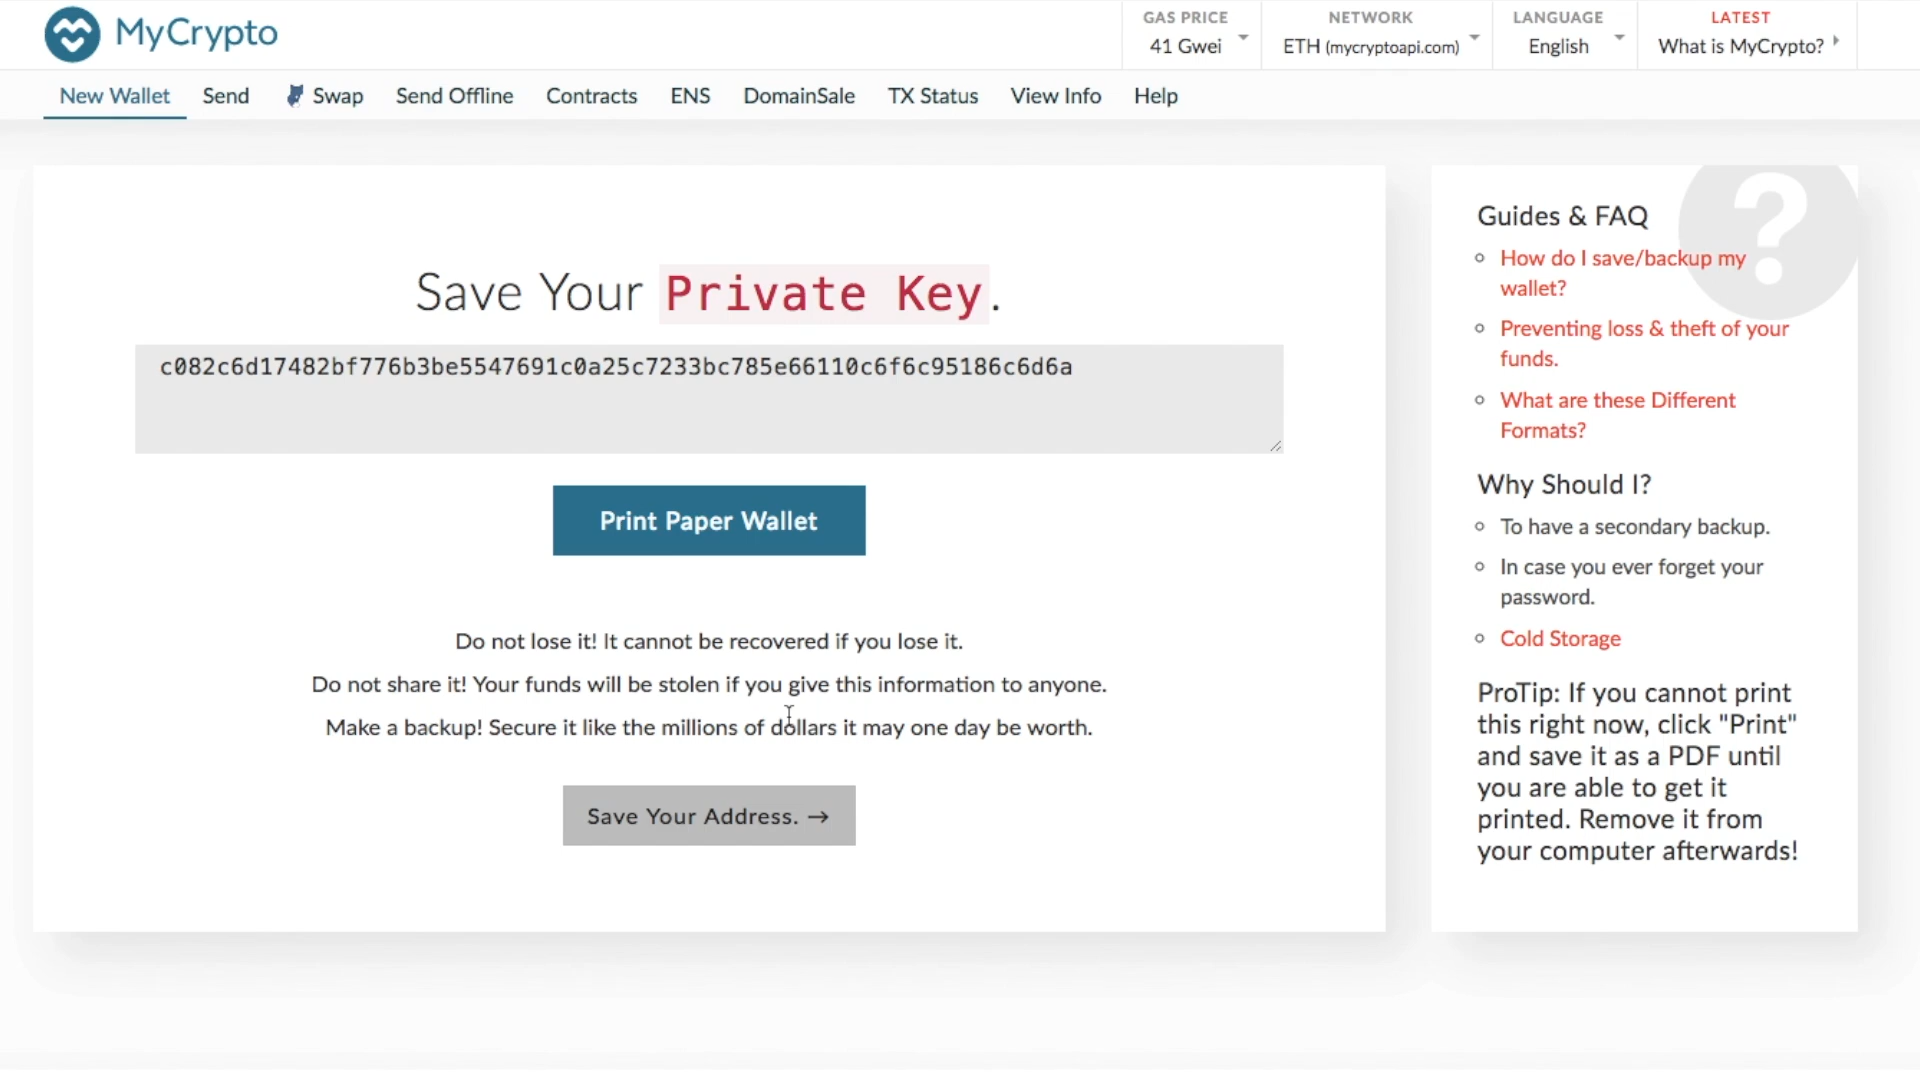 MyCrypto
GAS PRICE
41 Gwei
NETWORK
ETH (mycryptoapi.com)
LANGUAGE
English
LATEST
What is MyCrypto?
New Wallet
Send
Swap
Send Offline
Contracts
ENS
DomainSale
TX Status
View Info
Help
Save Your Private Key.
c082c6d17482bf776b3be5547691c0a25c7233bc785e66110c6f6c95186c6d6a
Print Paper Wallet
Do not lose it! It cannot be recovered if you lose it.
Do not share it! Your funds will be stolen if you give this information to anyone.
Make a backup! Secure it like the millions of dollars it may one day be worth.
Save Your Address. →
Guides & FAQ
How do I save/backup my
wallet?
Preventing loss & theft of your
funds.
What are these Different
Formats?
Why Should I?
To have a secondary backup.
In case you ever forget your
password.
Cold Storage
ProTip: If you cannot print
this right now, click "Print"
and save it as a PDF until
you are able to get it
printed. Remove it from
your computer afterwards!
?